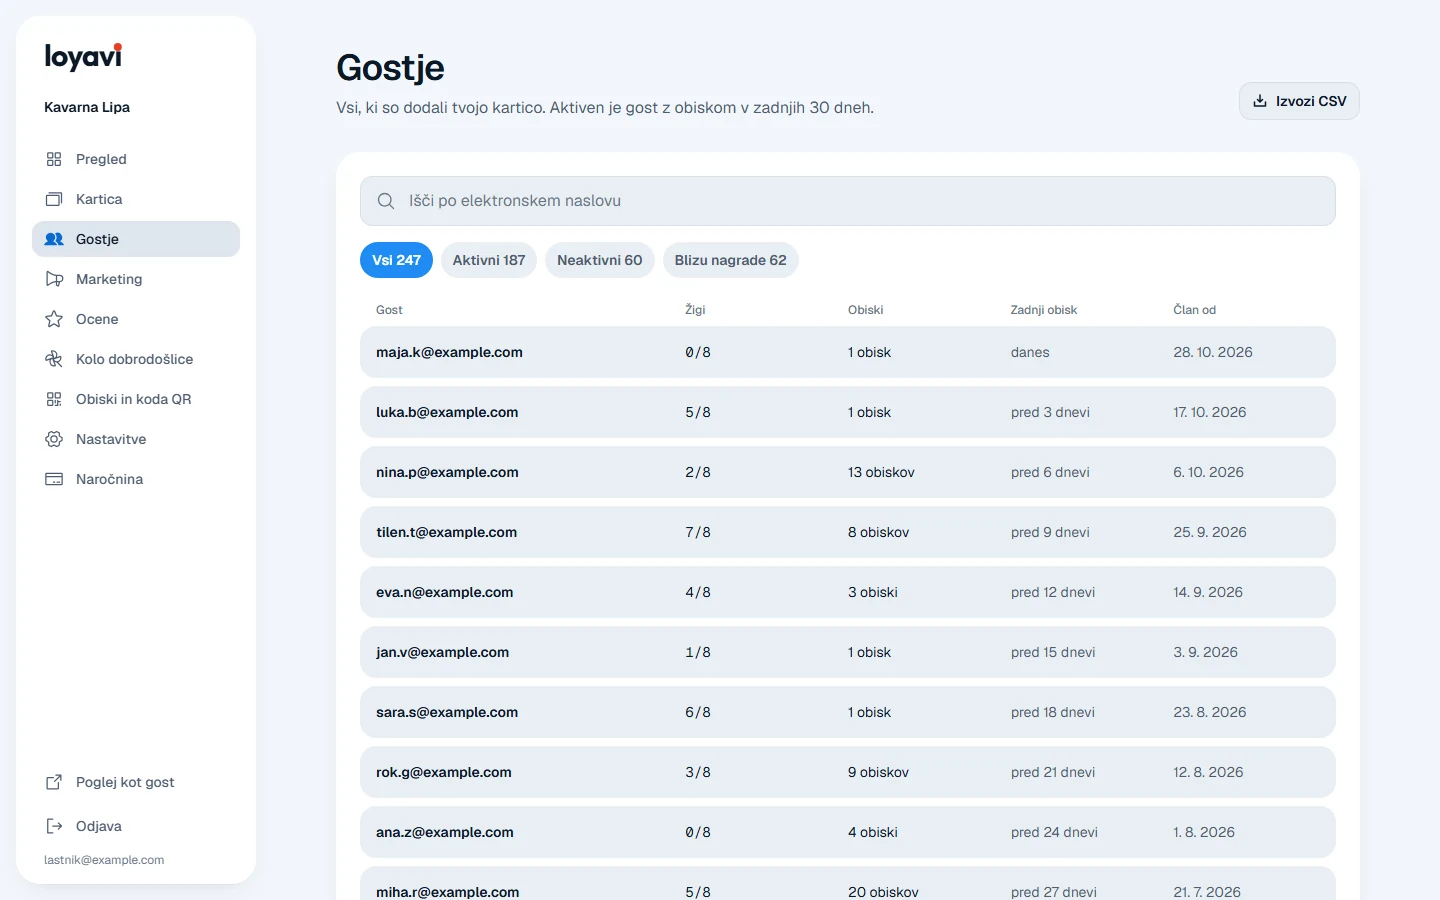 loyavi
Kavarna Lipa
Pregled
Kartica
Gostje
Marketing
Ocene
Kolo dobrodošlice
Obiski in koda QR
Nastavitve
Naročnina
Poglej kot gost
Odjava
lastnik@example.com
Gostje
Vsi, ki so dodali tvojo kartico. Aktiven je gost z obiskom v zadnjih 30 dneh.
Izvozi CSV
Išči po elektronskem naslovu
Vsi 247 Aktivni 187 Neaktivni 60 Blizu nagrade 62
Gost Žigi Obiski Zadnji obisk Član od
maja.k@example.com 0/8 1 obisk danes 28. 10. 2026
luka.b@example.com 5/8 1 obisk pred 3 dnevi 17. 10. 2026
nina.p@example.com 2/8 13 obiskov pred 6 dnevi 6. 10. 2026
tilen.t@example.com 7/8 8 obiskov pred 9 dnevi 25. 9. 2026
eva.n@example.com 4/8 3 obiski pred 12 dnevi 14. 9. 2026
jan.v@example.com 1/8 1 obisk pred 15 dnevi 3. 9. 2026
sara.s@example.com 6/8 1 obisk pred 18 dnevi 23. 8. 2026
rok.g@example.com 3/8 9 obiskov pred 21 dnevi 12. 8. 2026
ana.z@example.com 0/8 4 obiski pred 24 dnevi 1. 8. 2026
miha.r@example.com 5/8 20 obiskov pred 27 dnevi 21. 7. 2026